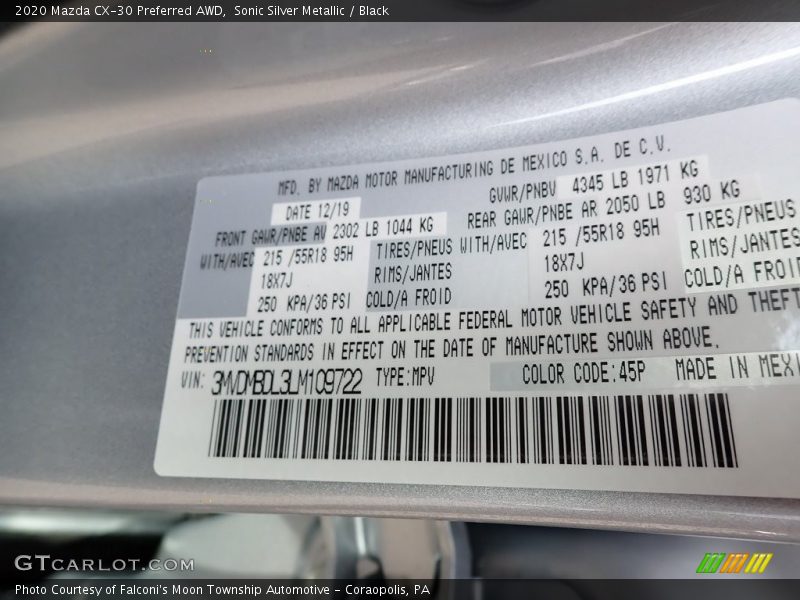 2020 Mazda CX-30 Preferred AWD, Sonic Silver Metallic / Black
MFD. BY MAZDA MOTOR MANUFACTURING DE MEXICO S.A. DE C.V.
DATE 12/19 GVWR/PNBV 4345 LB 1971 KG
FRONT GAWR/PNBE AV 2302 LB 1044 KG REAR GAWR/PNBE AR 2050 LB 930 KG
WITH/AVEC 215 /55R18 95H TIRES/PNEUS WITH/AVEC 215 /55R18 95H TIRES/PNEUS
18X7J RIMS/JANTES 18X7J RIMS/JANTES
250 KPA/36 PSI COLD/A FROID 250 KPA/36 PSI COLD/A FROID
THIS VEHICLE CONFORMS TO ALL APPLICABLE FEDERAL MOTOR VEHICLE SAFETY AND THEFT
PREVENTION STANDARDS IN EFFECT ON THE DATE OF MANUFACTURE SHOWN ABOVE.
VIN: 3MVDMBDL3LM109722 TYPE:MPV COLOR CODE:45P MADE IN MEXI
GTCARLOT.COM
Photo Courtesy of Falconi's Moon Township Automotive - Coraopolis, PA